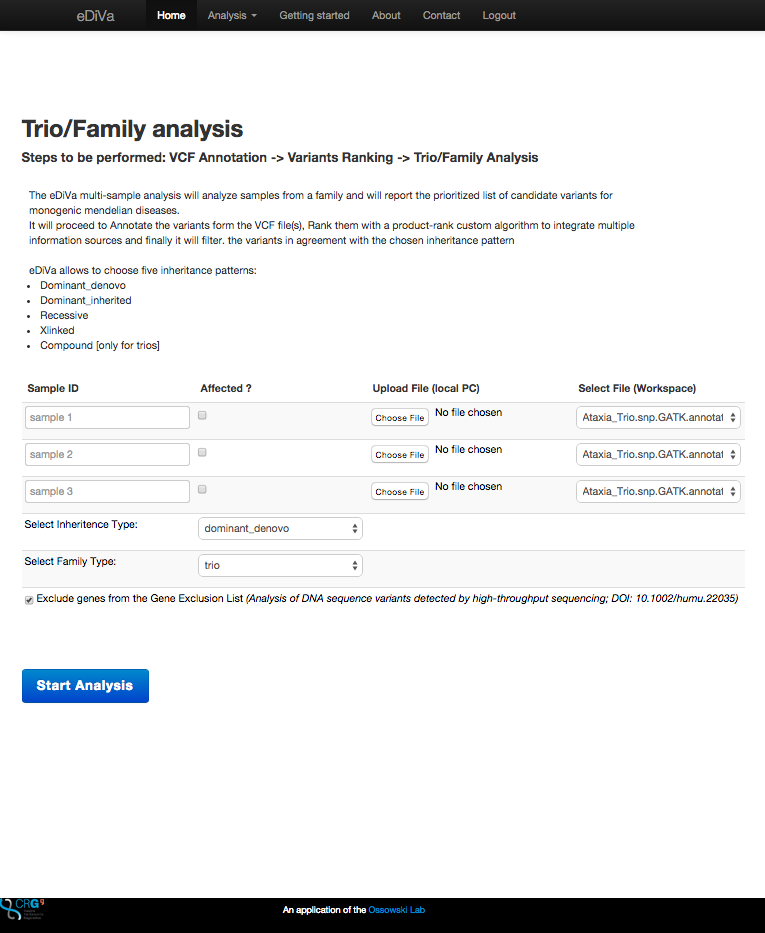 eDiVa Home Analysis Getting started About Contact Logout
Trio/Family analysis
Steps to be performed: VCF Annotation -> Variants Ranking -> Trio/Family Analysis
The eDiVa multi-sample analysis will analyze samples from a family and will report the prioritized list of candidate variants for
monogenic mendelian diseases.
It will proceed to Annotate the variants form the VCF file(s), Rank them with a product-rank custom algorithm to integrate multiple
information sources and finally it will filter. the variants in agreement with the chosen inheritance pattern
eDiVa allows to choose five inheritance patterns:
• Dominant_denovo
• Dominant_inherited
• Recessive
• Xlinked
• Compound [only for trios]
Sample ID Affected ? Upload File (local PC) Select File (Workspace)
sample 1 Choose File No file chosen Ataxia_Trio.snp.GATK.annotat
sample 2 Choose File No file chosen Ataxia_Trio.snp.GATK.annotat
sample 3 Choose File No file chosen Ataxia_Trio.snp.GATK.annotat
Select Inheritence Type: dominant_denovo
Select Family Type: trio
Exclude genes from the Gene Exclusion List (Analysis of DNA sequence variants detected by high-throughput sequencing; DOI: 10.1002/humu.22035)
Start Analysis
CRG
An application of the Ossowski Lab